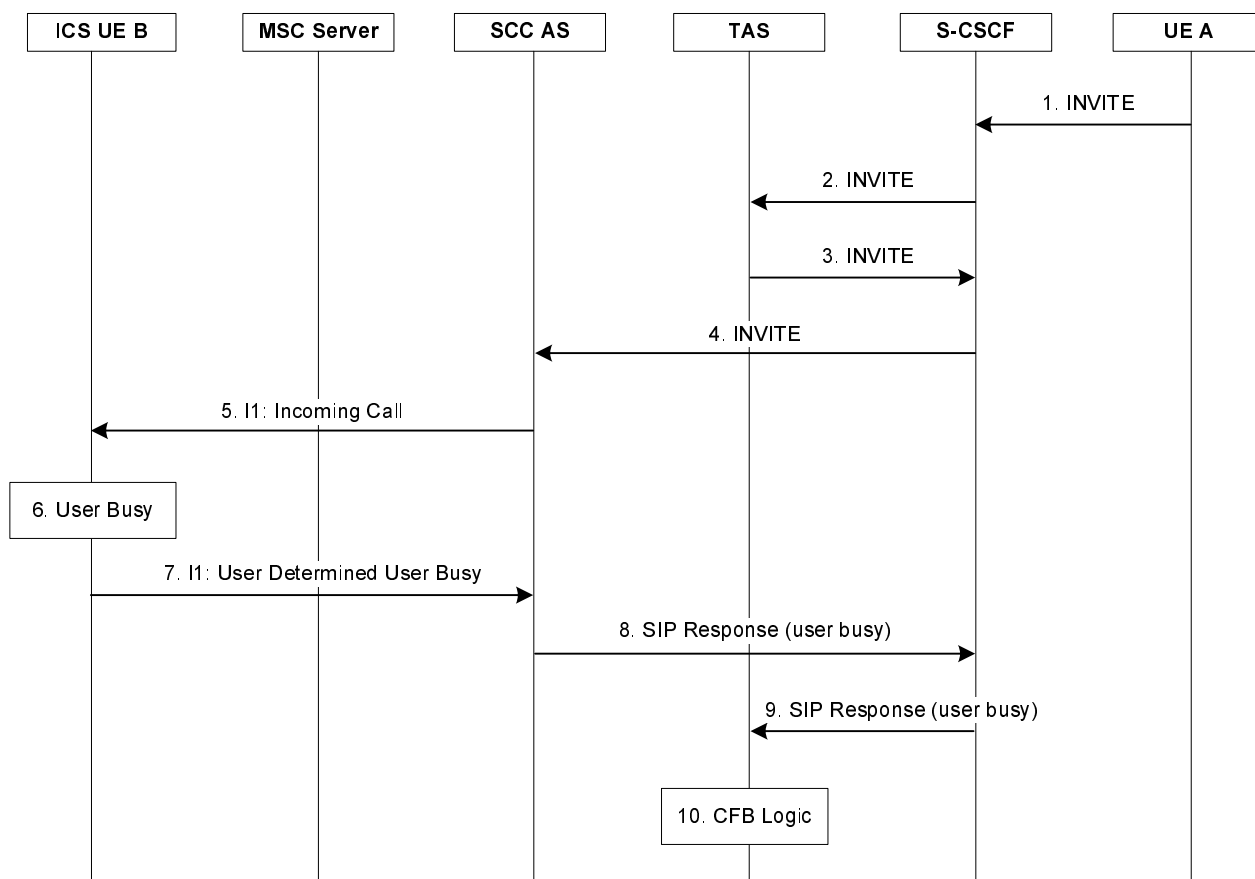 ICS UE B
MSC Server
SCC AS
TAS
S-CSCF
UE A
1. INVITE
2. INVITE
3. INVITE
4. INVITE
5. I1: Incoming Call
6. User Busy
7. I1: User Determined User Busy
8. SIP Response (user busy)
9. SIP Response (user busy)
10. CFB Logic